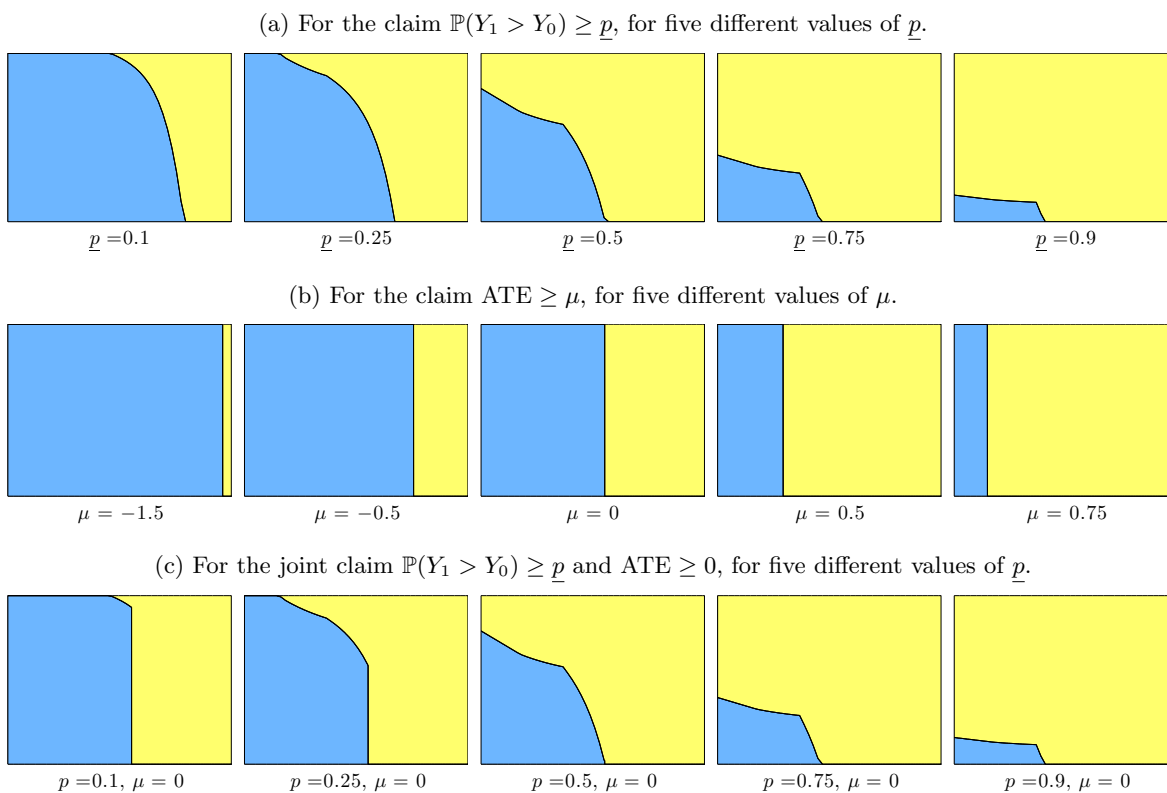 (a) For the claim ℙ(Y₁ > Y₀) ≥ p̲, for five different values of p̲.
p̲ =0.1 p̲ =0.25 p̲ =0.5 p̲ =0.75 p̲ =0.9
(b) For the claim ATE ≥ μ, for five different values of μ.
μ = −1.5 μ = −0.5 μ = 0 μ = 0.5 μ = 0.75
(c) For the joint claim ℙ(Y₁ > Y₀) ≥ p̲ and ATE ≥ 0, for five different values of p̲.
p =0.1, μ = 0 p =0.25, μ = 0 p =0.5, μ = 0 p =0.75, μ = 0 p =0.9, μ = 0